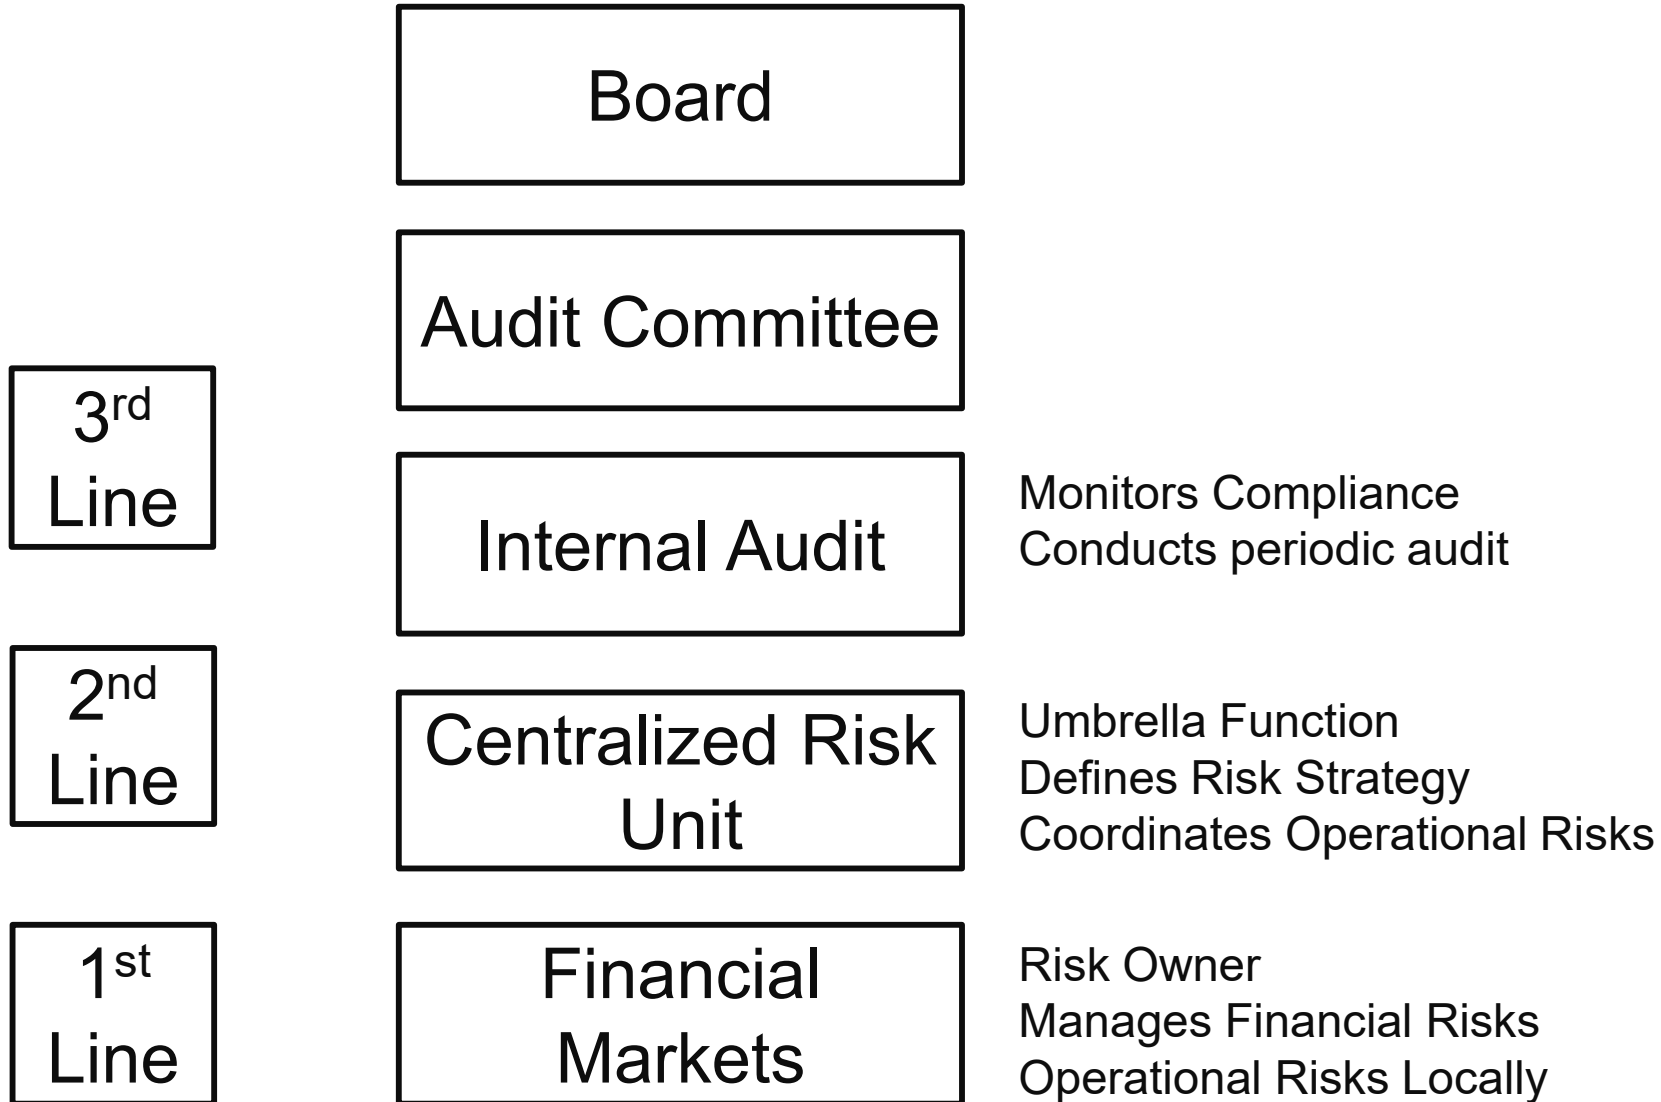 Board
Audit Committee
3rd
Line
Internal Audit
Monitors Compliance
Conducts periodic audit
2nd
Line
Centralized Risk
Unit
Umbrella Function
Defines Risk Strategy
Coordinates Operational Risks
1st
Line
Financial
Markets
Risk Owner
Manages Financial Risks
Operational Risks Locally